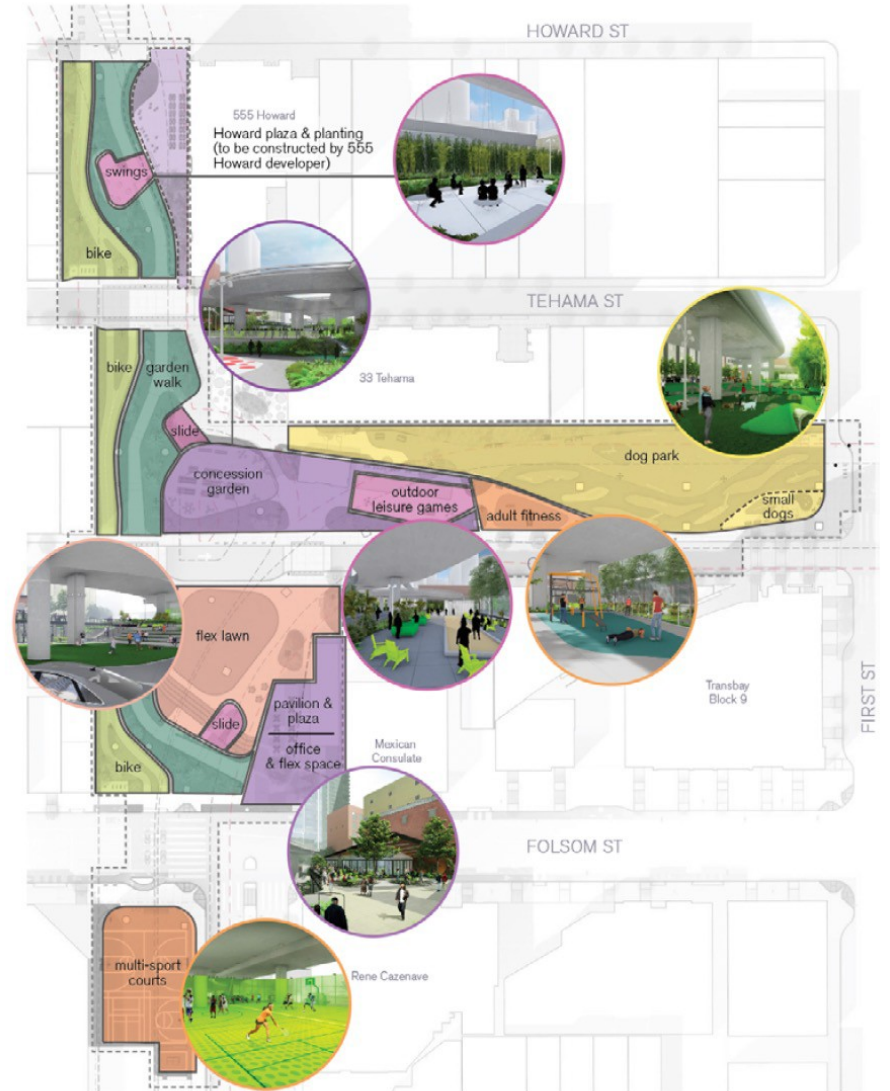 HOWARD ST
555 Howard
Howard plaza & planting
(to be constructed by 555
Howard developer)
swings
bike
TEHAMA ST
bike
garden
walk
33 Tehama
slide
dog park
concession
garden
outdoor
leisure games
adult fitness
small
dogs
flex lawn
slide
pavilion &
plaza
office
& flex space
bike
Mexican
Consulate
Transbay
Block 9
FIRST ST
FOLSOM ST
multi-sport
courts
Rene Cazenave